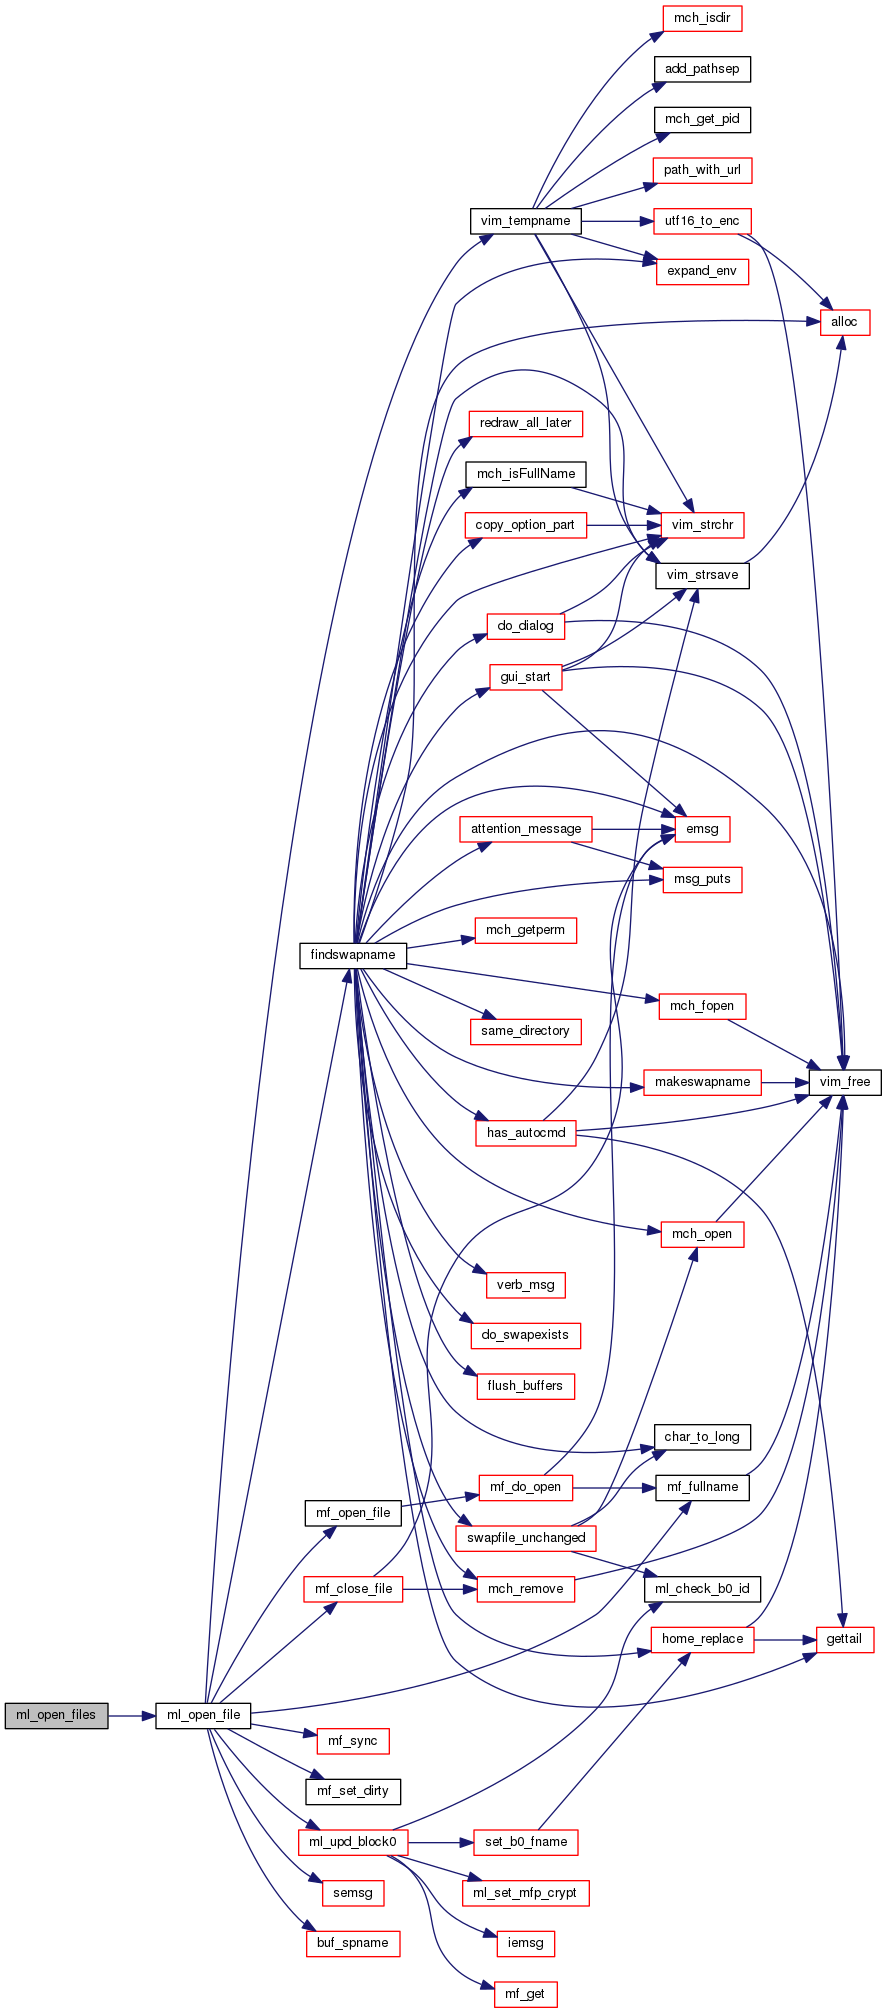 mch_isdir
add_pathsep
mch_get_pid
path_with_url
vim_tempname
utf16_to_enc
expand_env
alloc
redraw_all_later
mch_isFullName
copy_option_part
vim_strchr
vim_strsave
do_dialog
gui_start
attention_message
emsg
msg_puts
mch_getperm
findswapname
mch_fopen
same_directory
makeswapname
vim_free
has_autocmd
mch_open
verb_msg
do_swapexists
flush_buffers
char_to_long
mf_do_open
mf_fullname
mf_open_file
swapfile_unchanged
mf_close_file
mch_remove
ml_check_b0_id
home_replace
gettail
ml_open_files
ml_open_file
mf_sync
mf_set_dirty
ml_upd_block0
set_b0_fname
semsg
ml_set_mfp_crypt
buf_spname
iemsg
mf_get